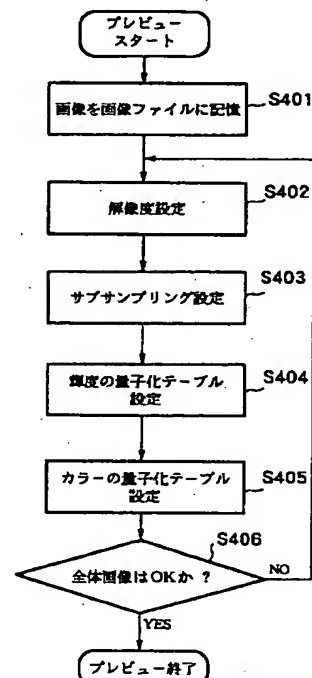 プレビュー
スタート
画像を画像ファイルに記憶
S401
解像度設定
S402
サブサンプリング設定
S403
輝度の量子化テーブル
設定
S404
カラーの量子化テーブル
設定
S405
S406
全体画像はOKか ?
NO
YES
プレビュー終了